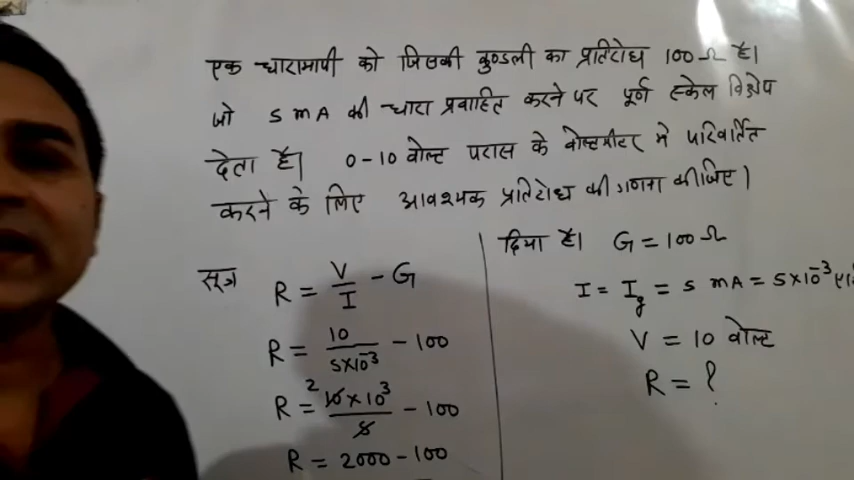 एक धारामापी को जिसकी कुण्डली का प्रतिरोध 100 Ω है।
जो 5 mA की धारा प्रवाहित करने पर पूर्ण स्केल विक्षेप
देता है। 0-10 वोल्ट परास के वोल्टमीटर में परिवर्तित
करने के लिए आवश्यक प्रतिरोध की गणना कीजिए।
सूत्र R = V/I - G
R = 10/5×10⁻³ - 100
R = 2 10×10³/5 - 100
R = 2000 - 100
दिया है। G = 100 Ω
I = Ig = 5 mA = 5×10⁻³
V = 10 वोल्ट
R = ?